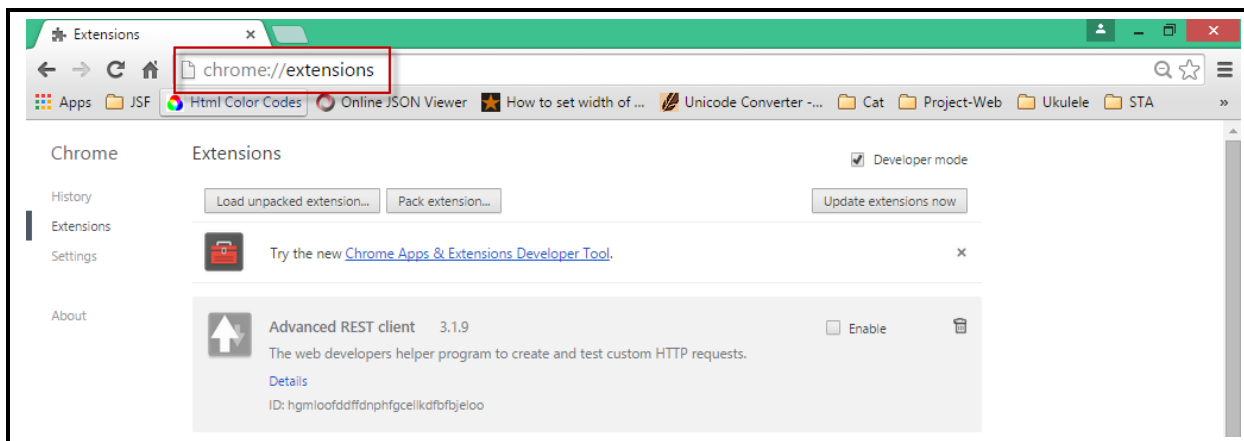 Extensions
chrome://extensions
Apps JSF Html Color Codes Online JSON Viewer How to set width of ... Unicode Converter -... Cat Project-Web Ukulele STA »
Chrome
Extensions
Developer mode
History
Load unpacked extension... Pack extension... Update extensions now
Extensions
Settings
Try the new Chrome Apps & Extensions Developer Tool.
About
Advanced REST client 3.1.9
Enable
The web developers helper program to create and test custom HTTP requests.
Details
ID: hgmloofddffdnphfgcellkdfbfbjeloo